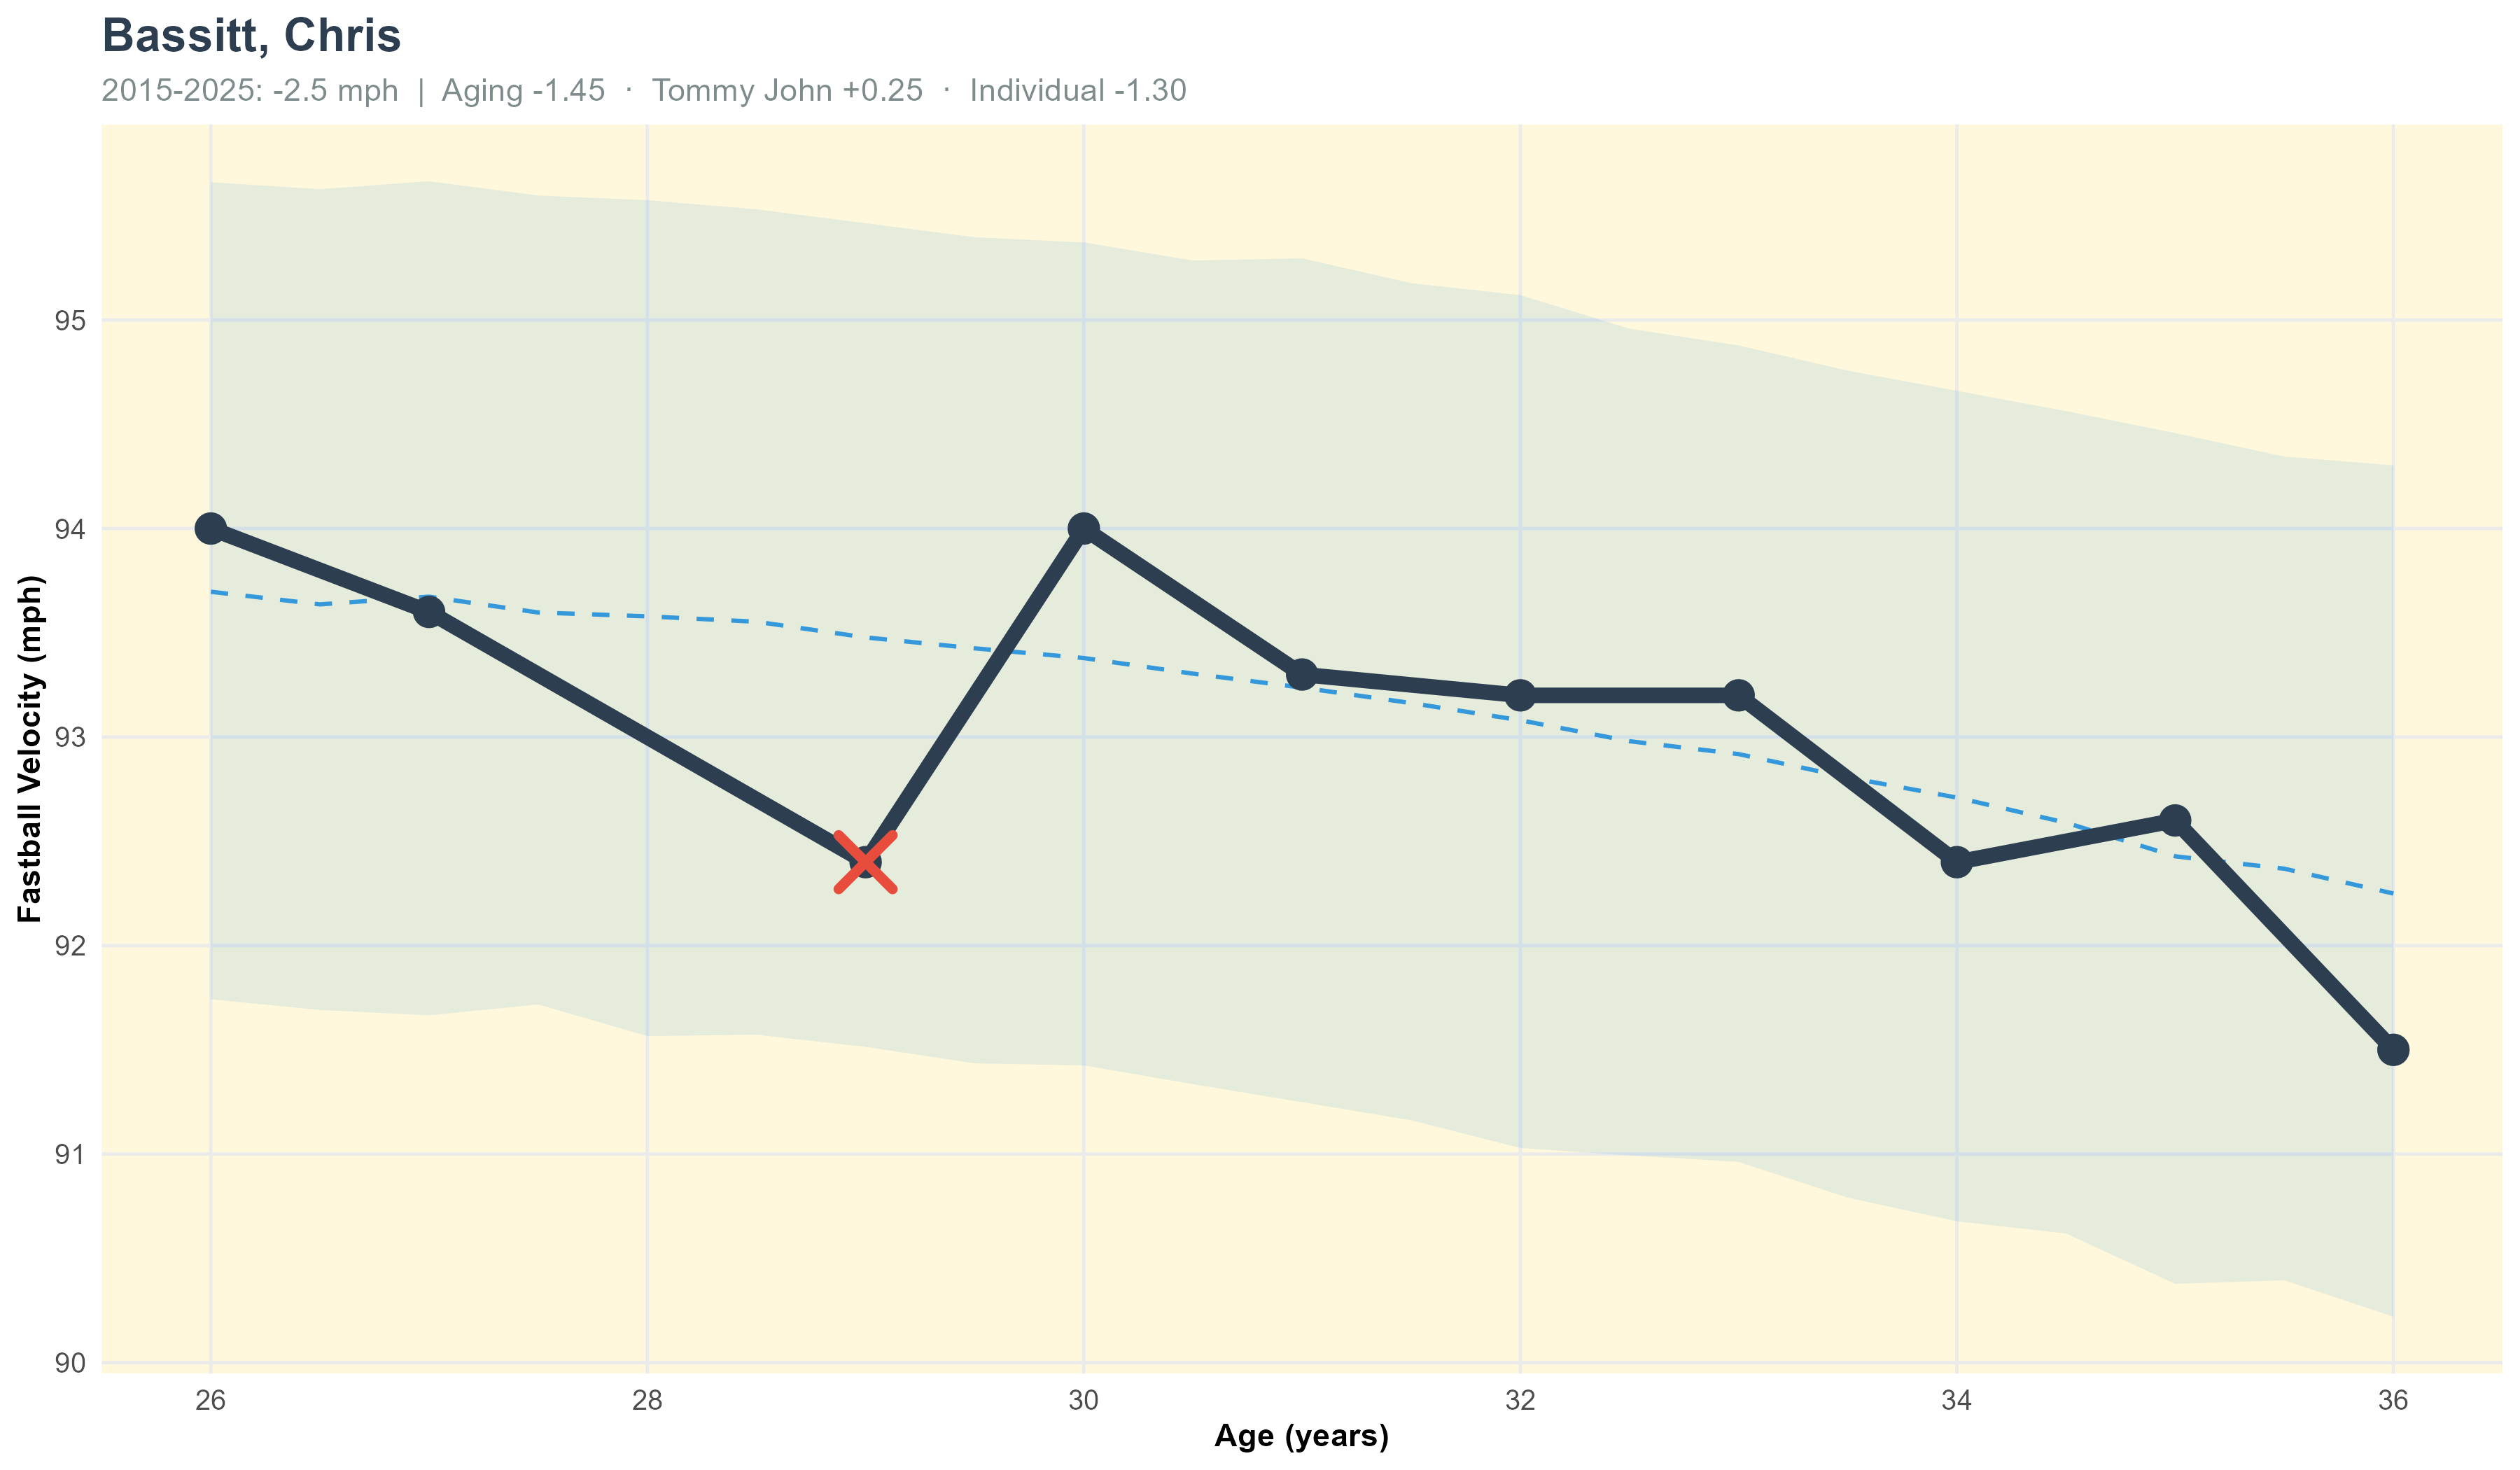 Bassitt, Chris
2015-2025: -2.5 mph | Aging -1.45 · Tommy John +0.25 · Individual -1.30
Fastball Velocity (mph)
95
94
93
92
91
90
26 28 30 32 34 36
Age (years)